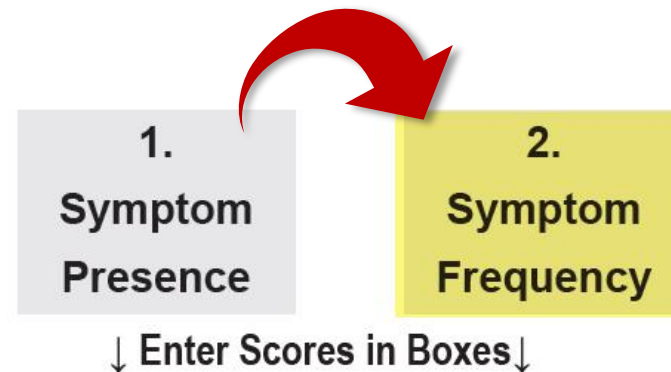 1.
Symptom
Presence
2.
Symptom
Frequency
↓ Enter Scores in Boxes↓